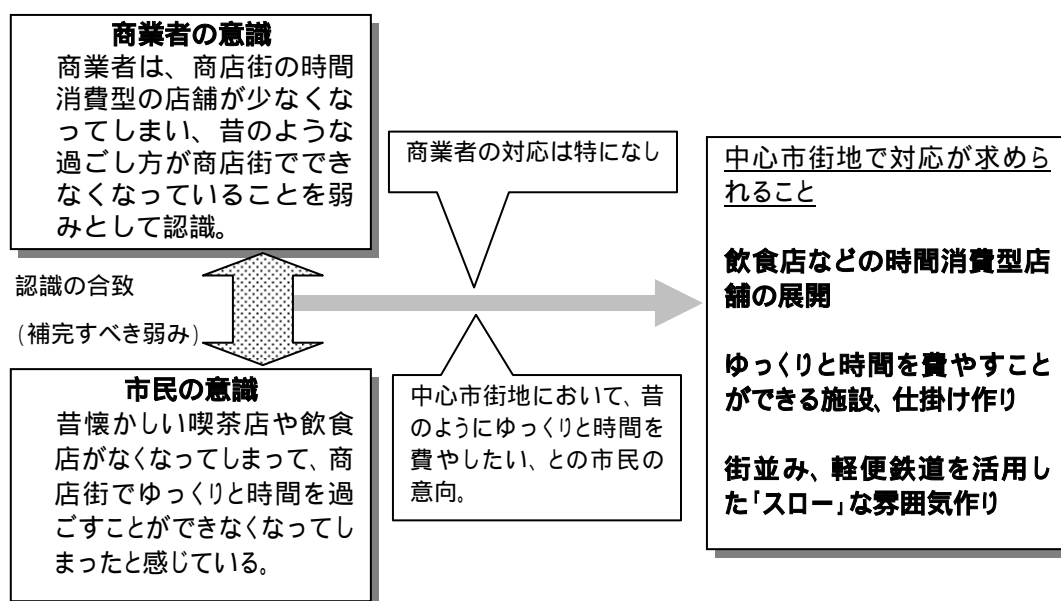 商業者の意識
商業者は、商店街の時間
消費型の店舗が少なくな
ってしまい、昔のような
過ごし方が商店街ででき
なくなっていることを弱
みとして認識。
認識の合致
(補完すべき弱み)
市民の意識
昔懐かしい喫茶店や飲食
店がなくなってしまって、商
店街でゆっくりと時間を過
ごすことができなくなってし
まったと感じている。
商業者の対応は特になし
中心市街地において、昔
のようにゆっくりと時間を
費やしたい、との市民の
意向。
中心市街地で対応が求めら
れること
飲食店などの時間消費型店
舗の展開
ゆっくりと時間を費やすこと
ができる施設、仕掛け作り
街並み、軽便鉄道を活用し
た「スロー」な雰囲気作り